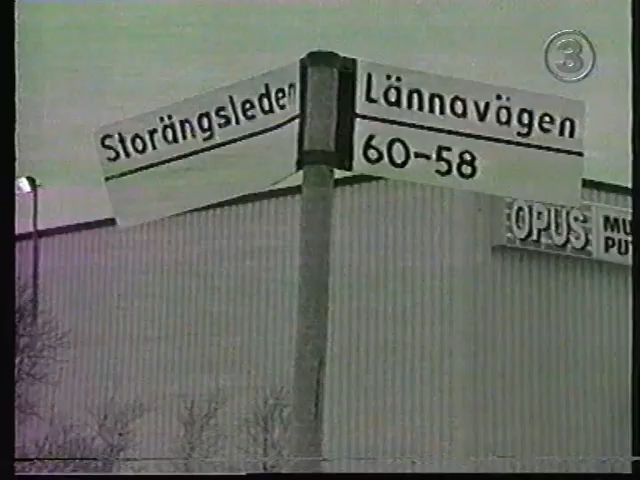 3
Storängsleden
Lännavägen
60-58
OPUS
MU
PU